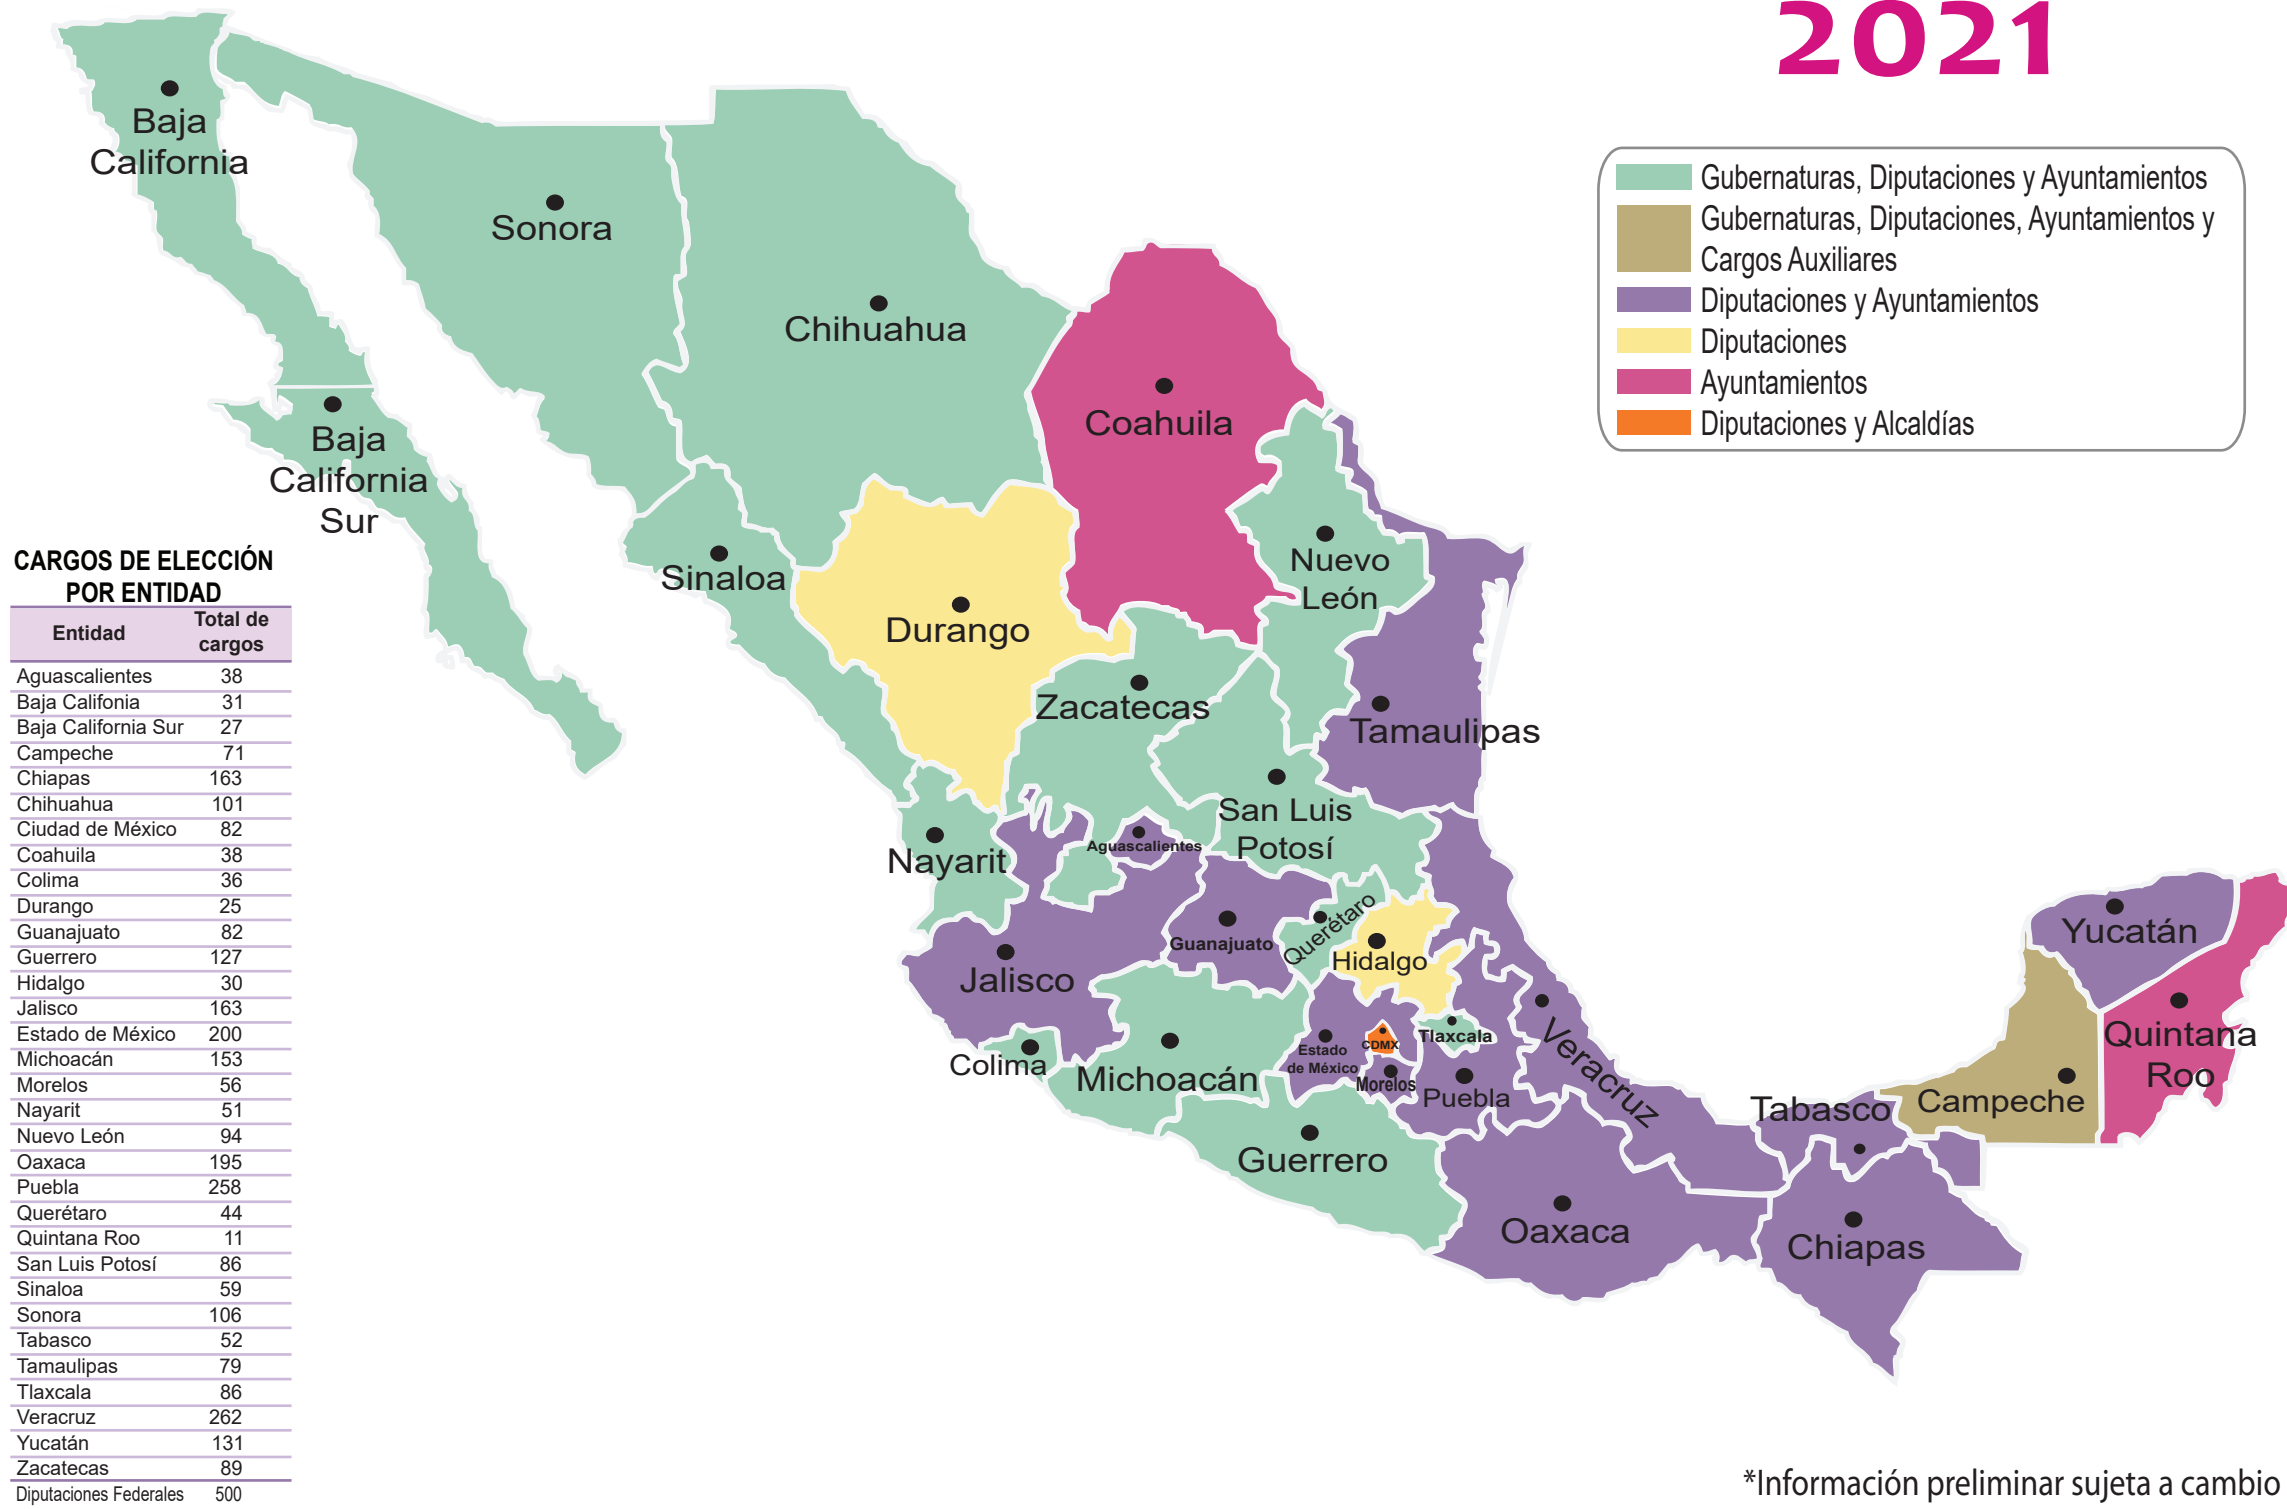 2021
Gubernaturas, Diputaciones y Ayuntamientos
Gubernaturas, Diputaciones, Ayuntamientos y
Cargos Auxiliares
Diputaciones y Ayuntamientos
Diputaciones
Ayuntamientos
Diputaciones y Alcaldías
Baja
California
Sonora
Chihuahua
Coahuila
Baja
California
Sur
Sinaloa
Nuevo
León
Durango
Zacatecas
Tamaulipas
San Luis
Potosí
Nayarit
Aguascalientes
Guanajuato
Querétaro
Hidalgo
Jalisco
Colima
Michoacán
Estado
de México
CDMX
Tlaxcala
Morelos
Puebla
Veracruz
Guerrero
Oaxaca
Tabasco
Chiapas
Campeche
Yucatán
Quintana
Roo
CARGOS DE ELECCIÓN
POR ENTIDAD
Entidad Total de
cargos
Aguascalientes 38
Baja Califonia 31
Baja California Sur 27
Campeche 71
Chiapas 163
Chihuahua 101
Ciudad de México 82
Coahuila 38
Colima 36
Durango 25
Guanajuato 82
Guerrero 127
Hidalgo 30
Jalisco 163
Estado de México 200
Michoacán 153
Morelos 56
Nayarit 51
Nuevo León 94
Oaxaca 195
Puebla 258
Querétaro 44
Quintana Roo 11
San Luis Potosí 86
Sinaloa 59
Sonora 106
Tabasco 52
Tamaulipas 79
Tlaxcala 86
Veracruz 262
Yucatán 131
Zacatecas 89
Diputaciones Federales 500
*Información preliminar sujeta a cambio